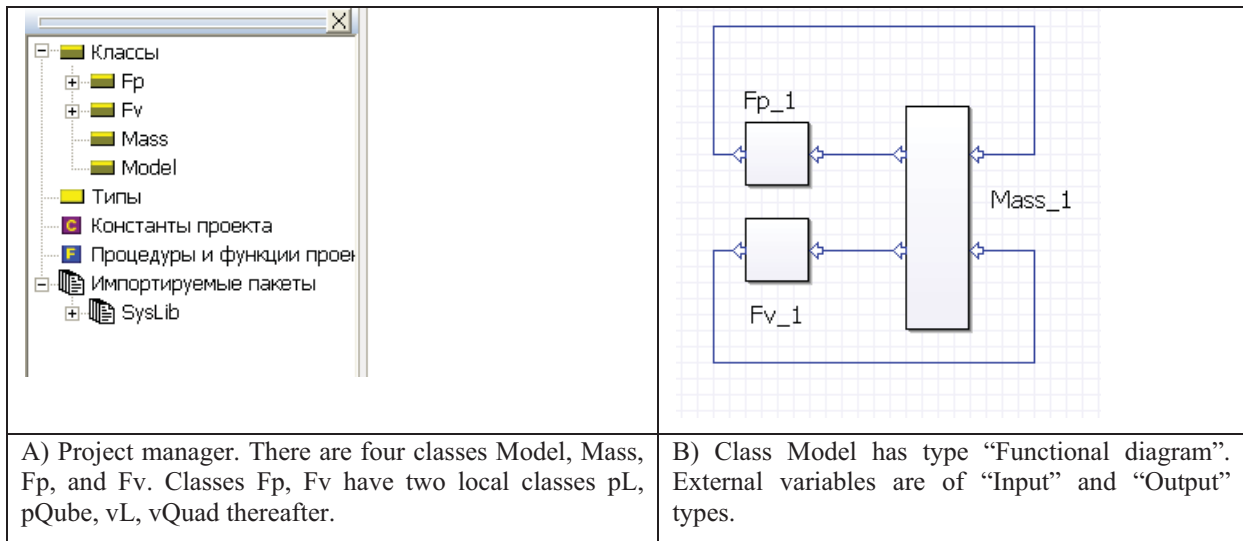 Классы
Fp
Fv
Mass
Model
Типы
Константы проекта
Процедуры и функции проек
Импортируемые пакеты
SysLib
Fp_1
Mass_1
Fv_1
A) Project manager. There are four classes Model, Mass,
Fp, and Fv. Classes Fp, Fv have two local classes pL,
pQube, vL, vQuad thereafter.
B) Class Model has type “Functional diagram”.
External variables are of “Input” and “Output”
types.